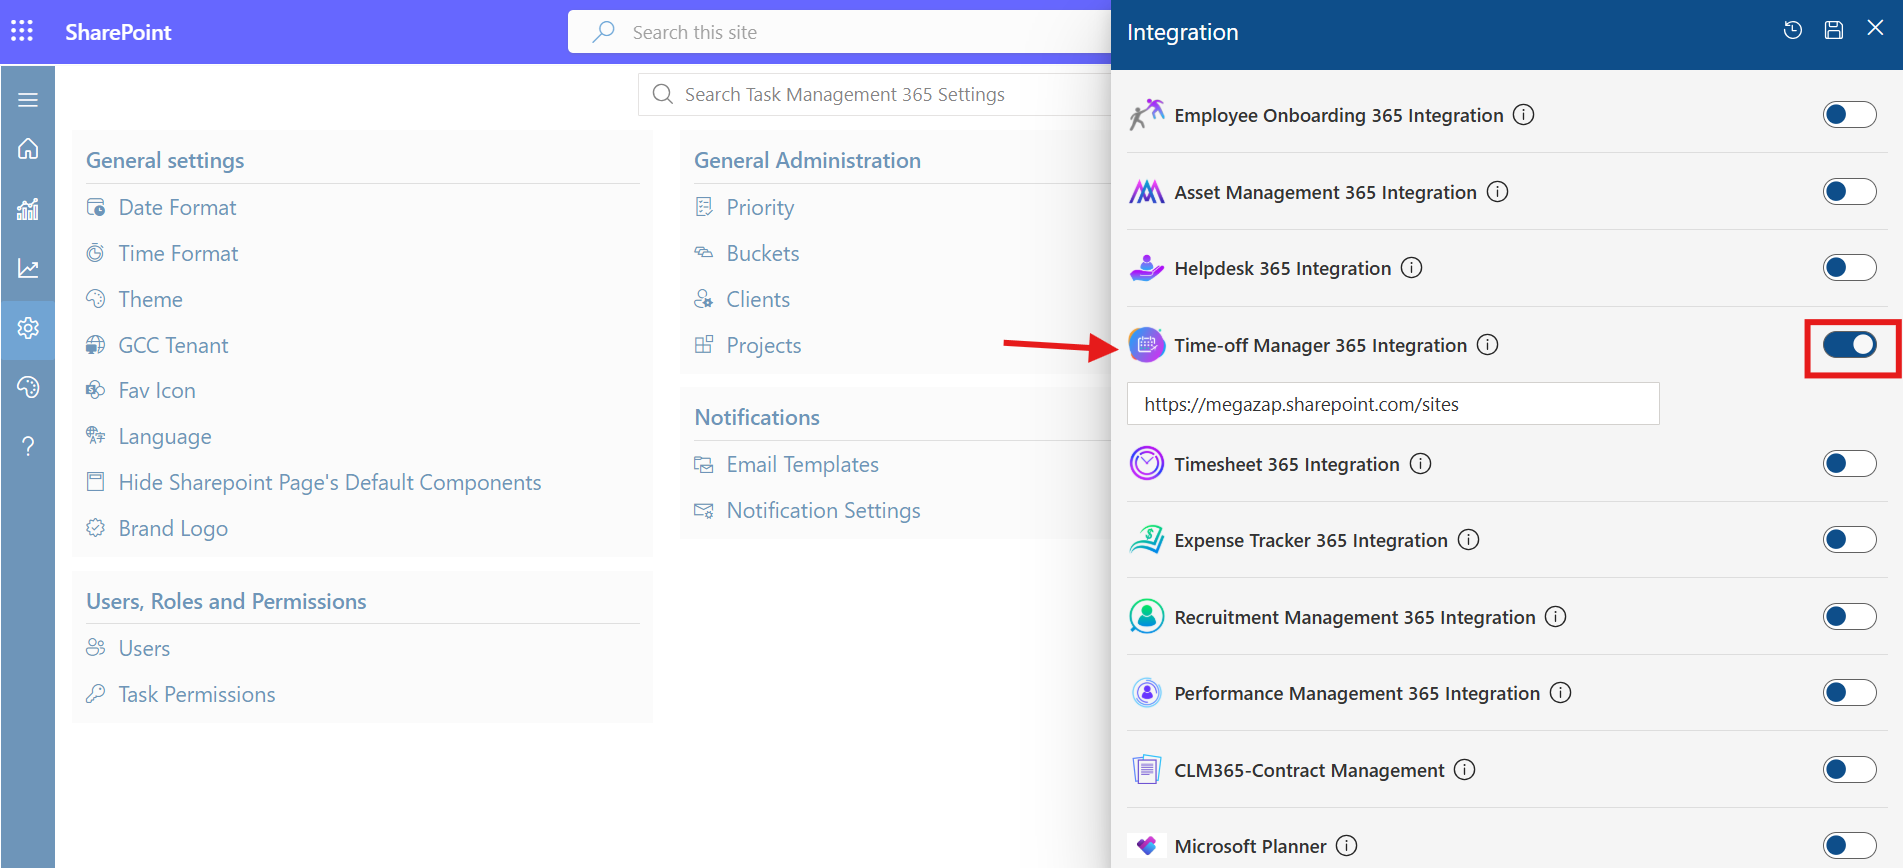 SharePoint
Search this site
Search Task Management 365 Settings
General settings
Date Format
Time Format
Theme
GCC Tenant
Fav Icon
Language
Hide Sharepoint Page's Default Components
Brand Logo
Users, Roles and Permissions
Users
Task Permissions
General Administration
Priority
Buckets
Clients
Projects
Notifications
Email Templates
Notification Settings
Integration
Employee Onboarding 365 Integration
Asset Management 365 Integration
Helpdesk 365 Integration
Time-off Manager 365 Integration
https://megazap.sharepoint.com/sites
Timesheet 365 Integration
Expense Tracker 365 Integration
Recruitment Management 365 Integration
Performance Management 365 Integration
CLM365-Contract Management
Microsoft Planner